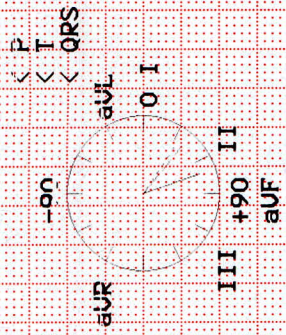 < P
< T
< QRS
-90
aVR
aVL
0 I
III
II
+90
aVF